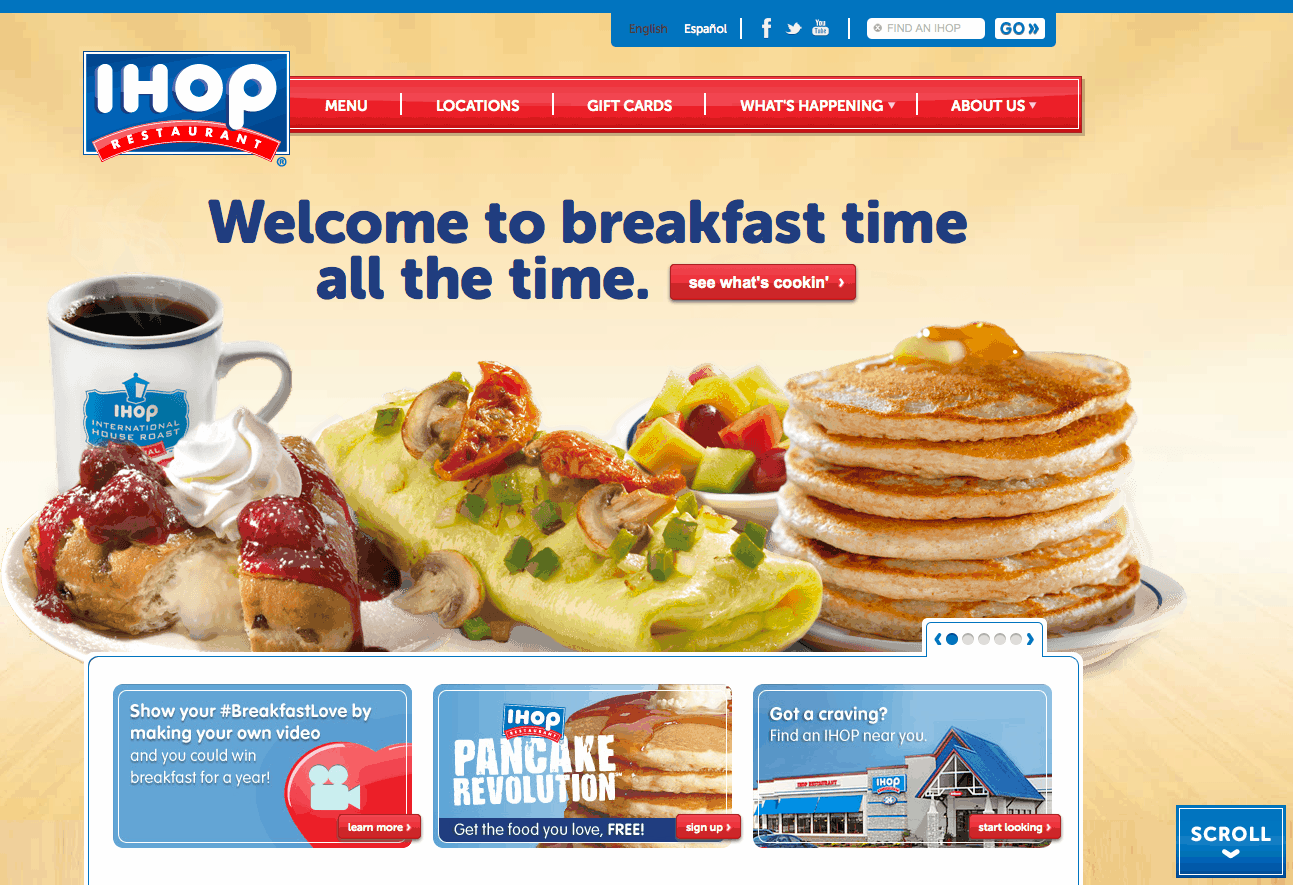 English Español
You
Tube
FIND AN IHOP
GO
IHOP
RESTAURANT
®
MENU LOCATIONS GIFT CARDS WHAT'S HAPPENING ABOUT US
Welcome to breakfast time
all the time.
see what's cookin'
IHOP
INTERNATIONAL
HOUSE ROAST
Show your #BreakfastLove by
making your own video
and you could win
breakfast for a year!
learn more
IHOP
RESTAURANT
PANCAKE
REVOLUTION
Get the food you love, FREE!
sign up
Got a craving?
Find an IHOP near you.
IHOP RESTAURANT
IHOP
start looking
SCROLL